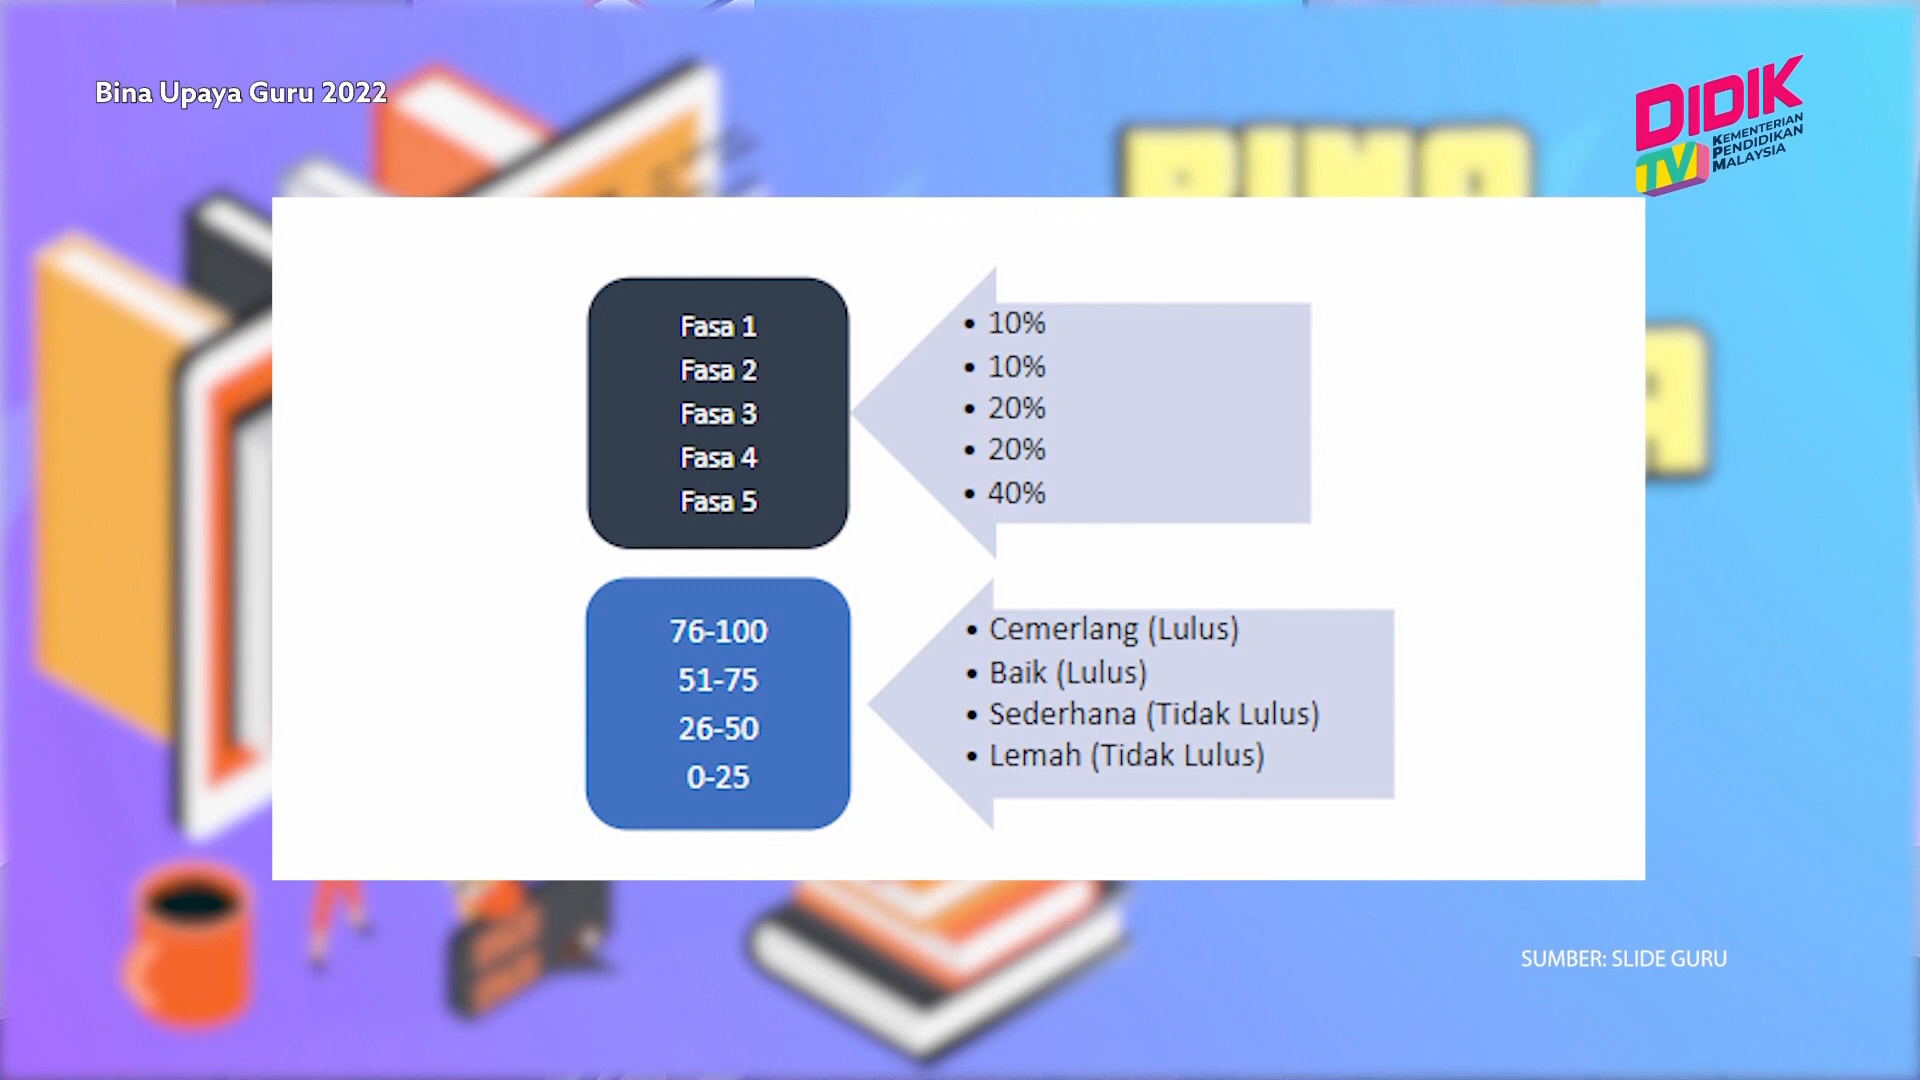 Bina Upaya Guru 2022
DIDIK
TV
KEMENTERIAN
PENDIDIKAN
MALAYSIA
Fasa 1
Fasa 2
Fasa 3
Fasa 4
Fasa 5
• 10%
• 10%
• 20%
• 20%
• 40%
76-100
51-75
26-50
0-25
• Cemerlang (Lulus)
• Baik (Lulus)
• Sederhana (Tidak Lulus)
• Lemah (Tidak Lulus)
SUMBER: SLIDE GURU